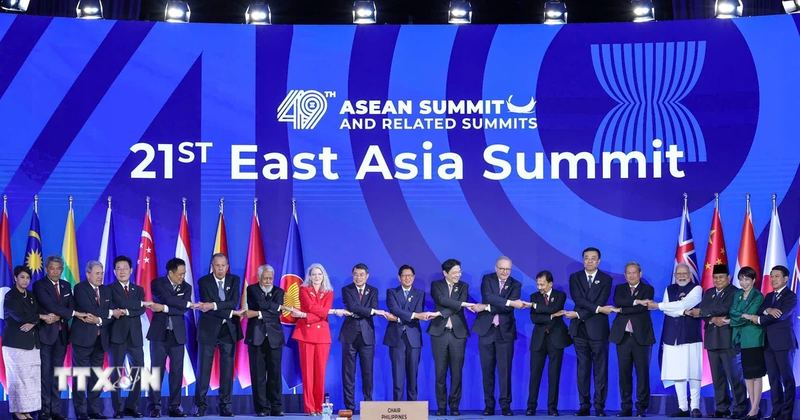 49TH ASEAN SUMMIT
AND RELATED SUMMITS
21ST East Asia Summit
TTXVN
CHAIR
PHILIPPINES